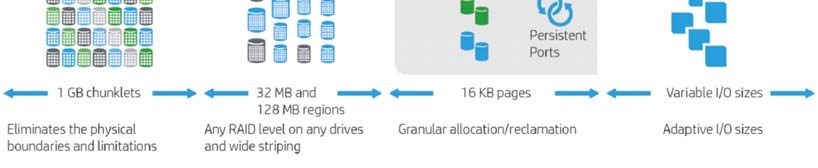 Persistent
Ports
1 GB chunklets
32 MB and
128 MB regions
16 KB pages
Variable I/O sizes
Eliminates the physical
boundaries and limitations
Any RAID level on any drives
and wide striping
Granular allocation/reclamation
Adaptive I/O sizes